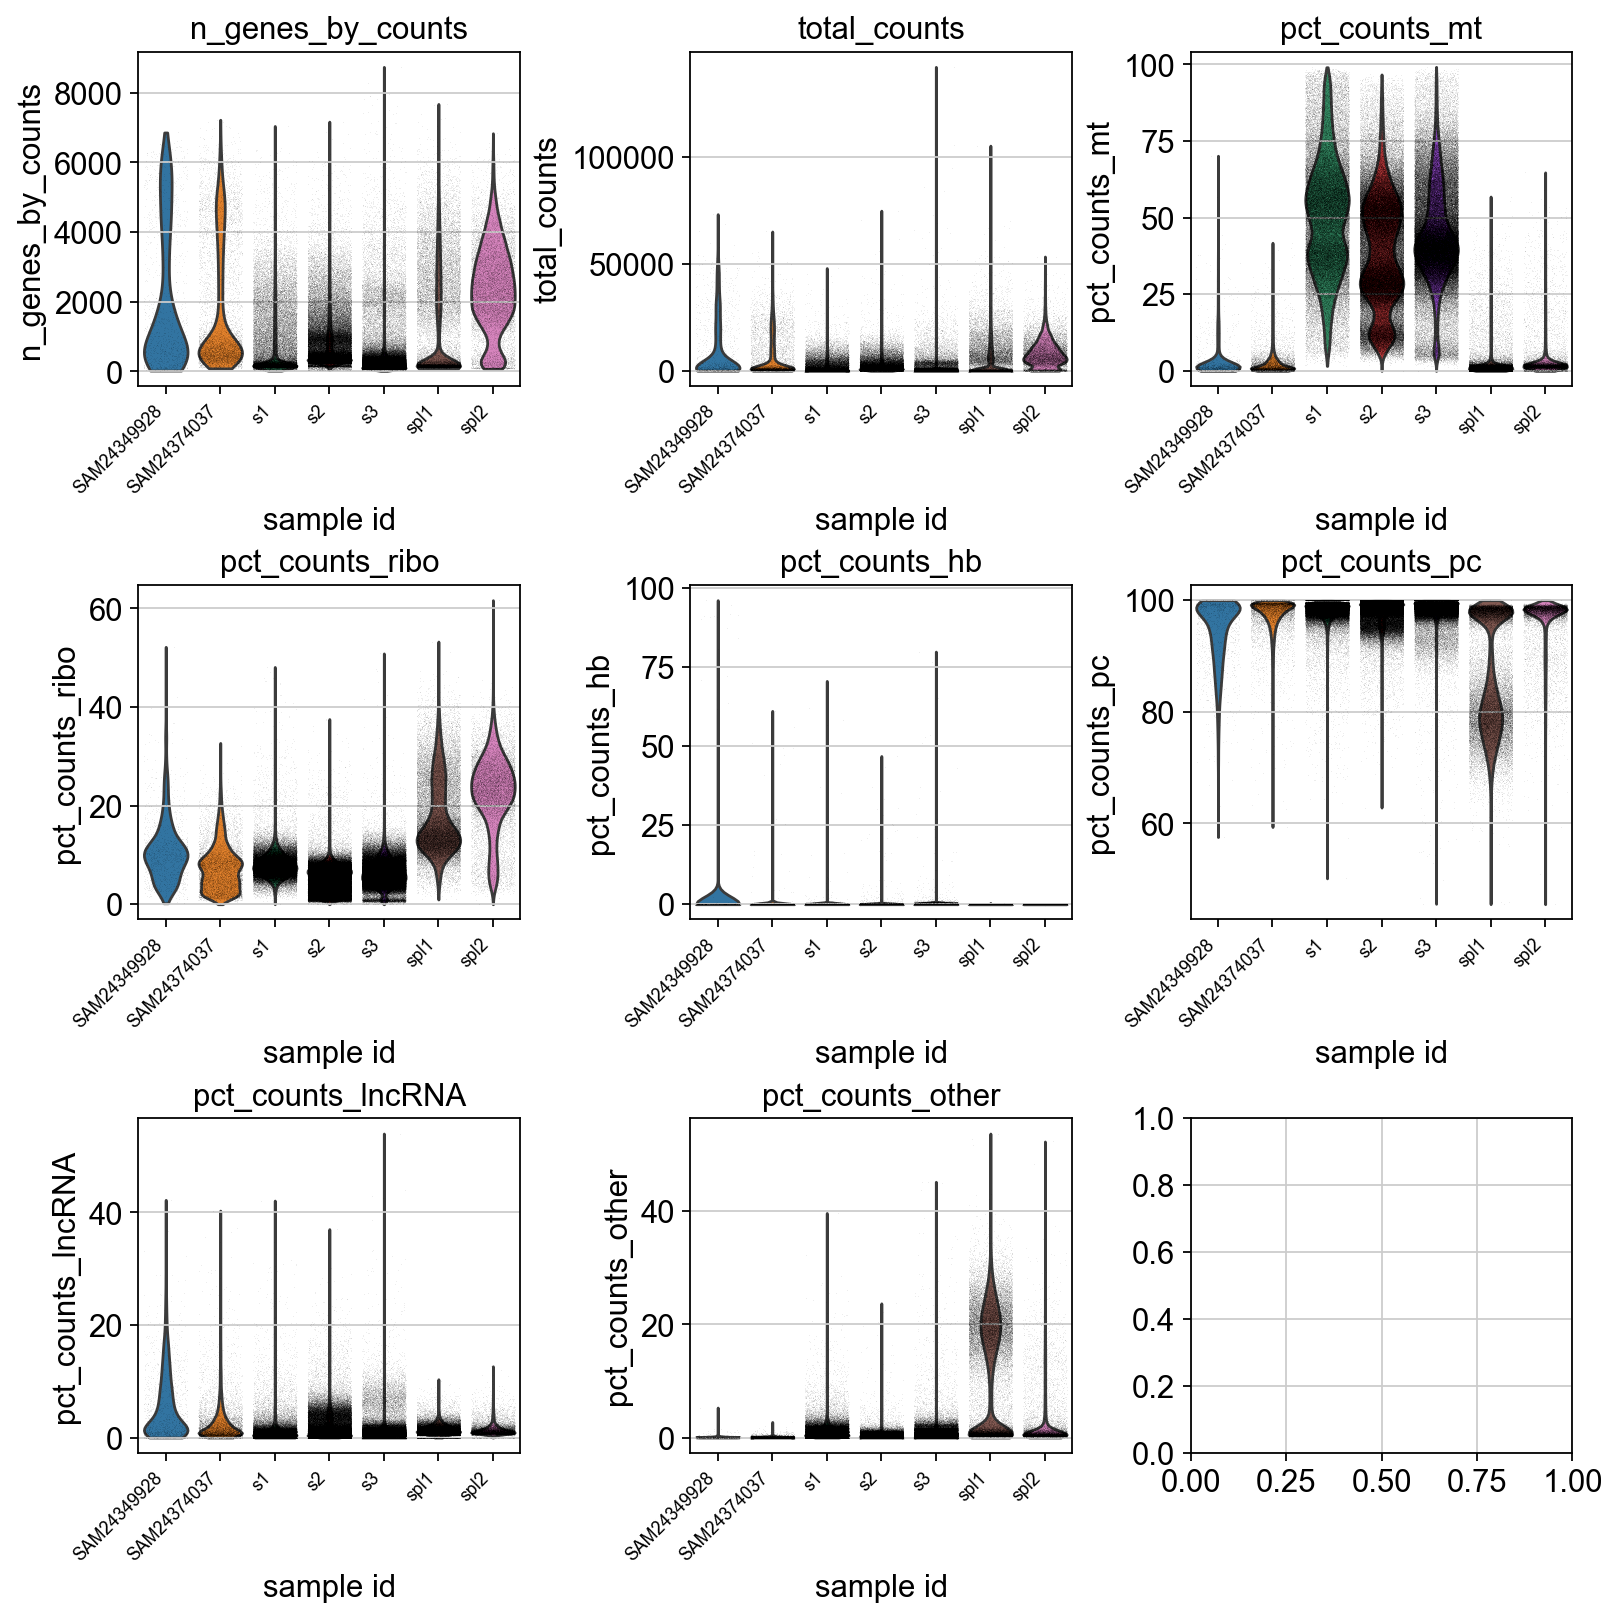 n_genes_by_counts
n_genes_by_counts
8000
6000
4000
2000
0
SAM24349928
SAM24374037
s1
s2
s3
spl1
spl2
sample id
total_counts
total_counts
100000
50000
0
SAM24349928
SAM24374037
s1
s2
s3
spl1
spl2
sample id
pct_counts_mt
pct_counts_mt
100
75
50
25
0
SAM24349928
SAM24374037
s1
s2
s3
spl1
spl2
sample id
pct_counts_ribo
pct_counts_ribo
60
40
20
0
SAM24349928
SAM24374037
s1
s2
s3
spl1
spl2
sample id
pct_counts_hb
pct_counts_hb
100
75
50
25
0
SAM24349928
SAM24374037
s1
s2
s3
spl1
spl2
sample id
pct_counts_pc
pct_counts_pc
100
80
60
SAM24349928
SAM24374037
s1
s2
s3
spl1
spl2
sample id
pct_counts_lncRNA
pct_counts_lncRNA
40
20
0
SAM24349928
SAM24374037
s1
s2
s3
spl1
spl2
sample id
pct_counts_other
pct_counts_other
40
20
0
SAM24349928
SAM24374037
s1
s2
s3
spl1
spl2
sample id
1.0
0.8
0.6
0.4
0.2
0.0
0.00 0.25 0.50 0.75 1.00